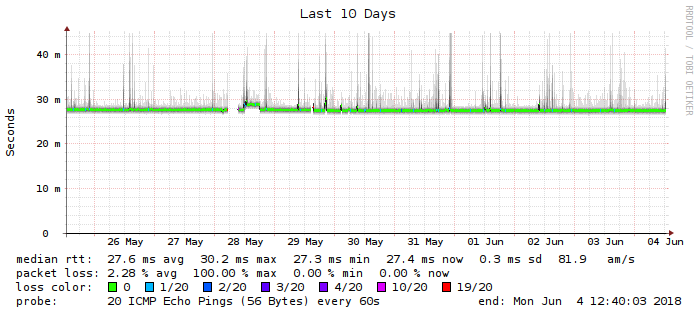 Last 10 Days
RRDTOOL / TOBI OETIKER
Seconds
40 m
30 m
20 m
10 m
0
26 May 27 May 28 May 29 May 30 May 31 May 01 Jun 02 Jun 03 Jun 04 Jun
median rtt: 27.6 ms avg 30.2 ms max 27.3 ms min 27.4 ms now 0.3 ms sd 81.9 am/s
packet loss: 2.28 % avg 100.00 % max 0.00 % min 0.00 % now
loss color: 0 1/20 2/20 3/20 4/20 10/20 19/20
probe: 20 ICMP Echo Pings (56 Bytes) every 60s end: Mon Jun 4 12:40:03 2018